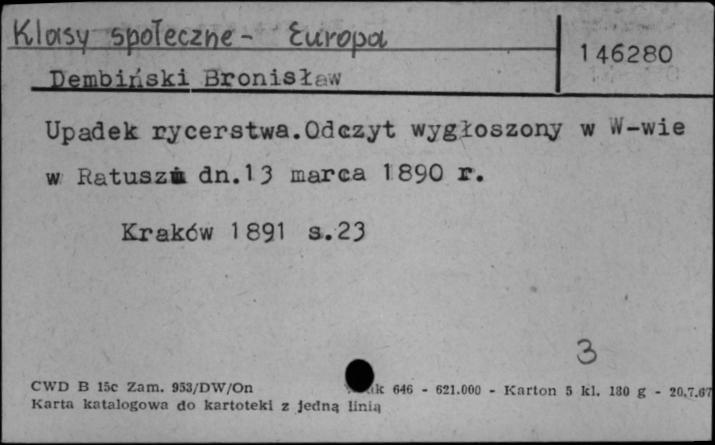 Klasy społeczne - Europa
146280
Dembiński Bronisław
Upadek rycerstwa.Odczyt wygłoszony w W-wie
w Ratuszu dn.13 marca 1890 r.
Kraków 1891 s.23
3
CWD B 15c Zam. 953/DW/On 646 - 621.000 - Karton 5 kl. 180 g - 20.7.67
Karta katalogowa do kartoteki z jedną linią